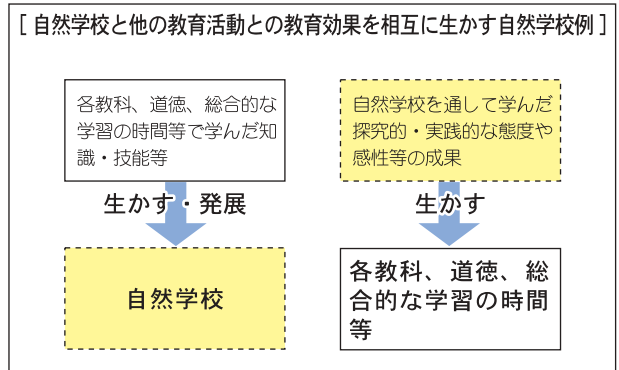 [ 自然学校と他の教育活動との教育効果を相互に生かす自然学校例 ]
各教科、道徳、総合的な
学習の時間等で学んだ知
識・技能等
生かす・発展
自然学校
自然学校を通して学んだ
探究的・実践的な態度や
感性等の成果
生かす
各教科、道徳、総
合的な学習の時間
等